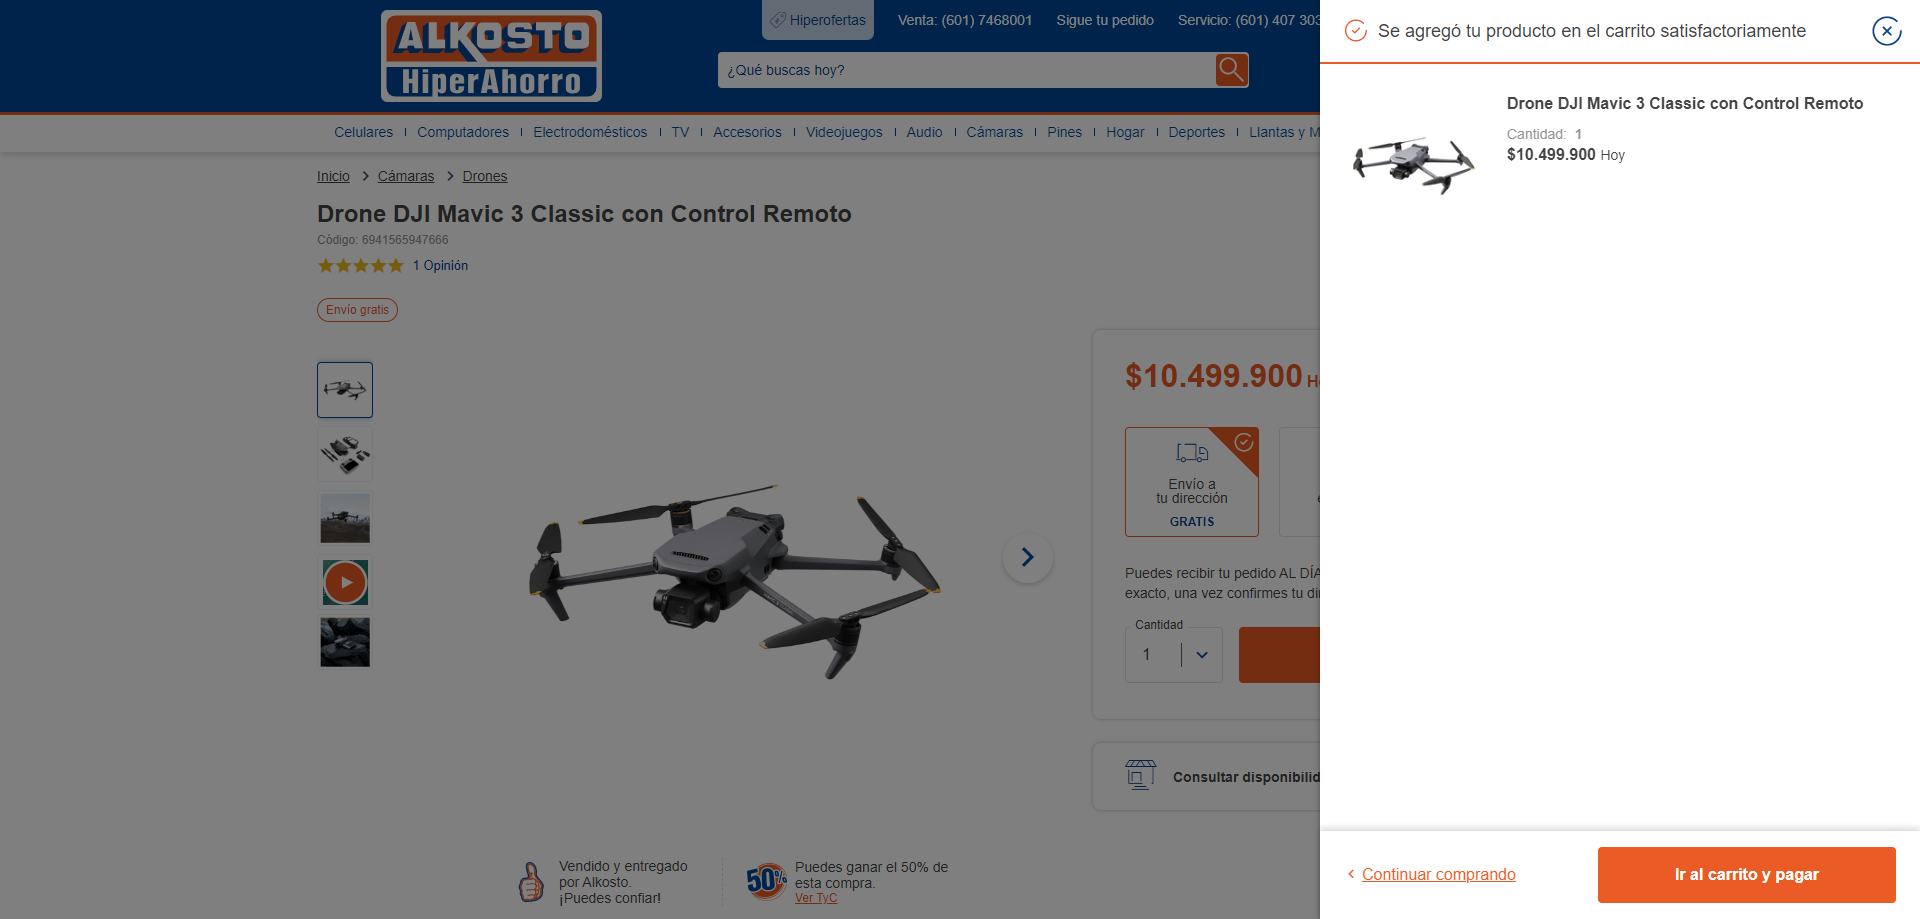 ALKOSTO
HiperAhorro
Hiperofertas
Venta: (601) 7468001
Sigue tu pedido
Servicio: (601) 407 303
¿Qué buscas hoy?
Celulares
Computadores
Electrodomésticos
TV
Accesorios
Videojuegos
Audio
Cámaras
Pines
Hogar
Deportes
Llantas y M
Inicio
Cámaras
Drones
Drone DJI Mavic 3 Classic con Control Remoto
Código: 6941565947666
1 Opinión
Envío gratis
$10.499.900
Envío a
tu dirección
GRATIS
Puedes recibir tu pedido AL DÍA
exacto, una vez confirmes tu di
Cantidad
1
Consultar disponibilid
Vendido y entregado
por Alkosto.
¡Puedes confiar!
50%
Puedes ganar el 50% de
esta compra.
Ver TyC
Se agregó tu producto en el carrito satisfactoriamente
Drone DJI Mavic 3 Classic con Control Remoto
Cantidad: 1
$10.499.900 Hoy
Continuar comprando
Ir al carrito y pagar